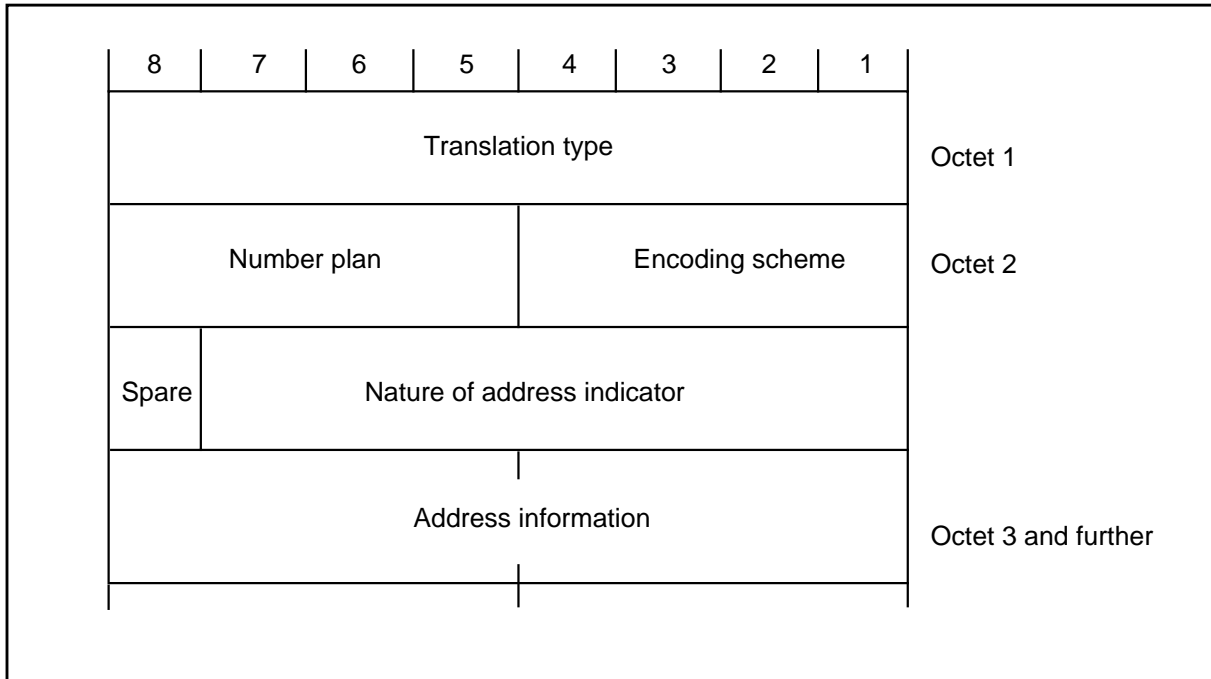 8 7 6 5 4 3 2 1
Translation type
Octet 1
Number plan Encoding scheme
Octet 2
Spare Nature of address indicator
Address information
Octet 3 and further